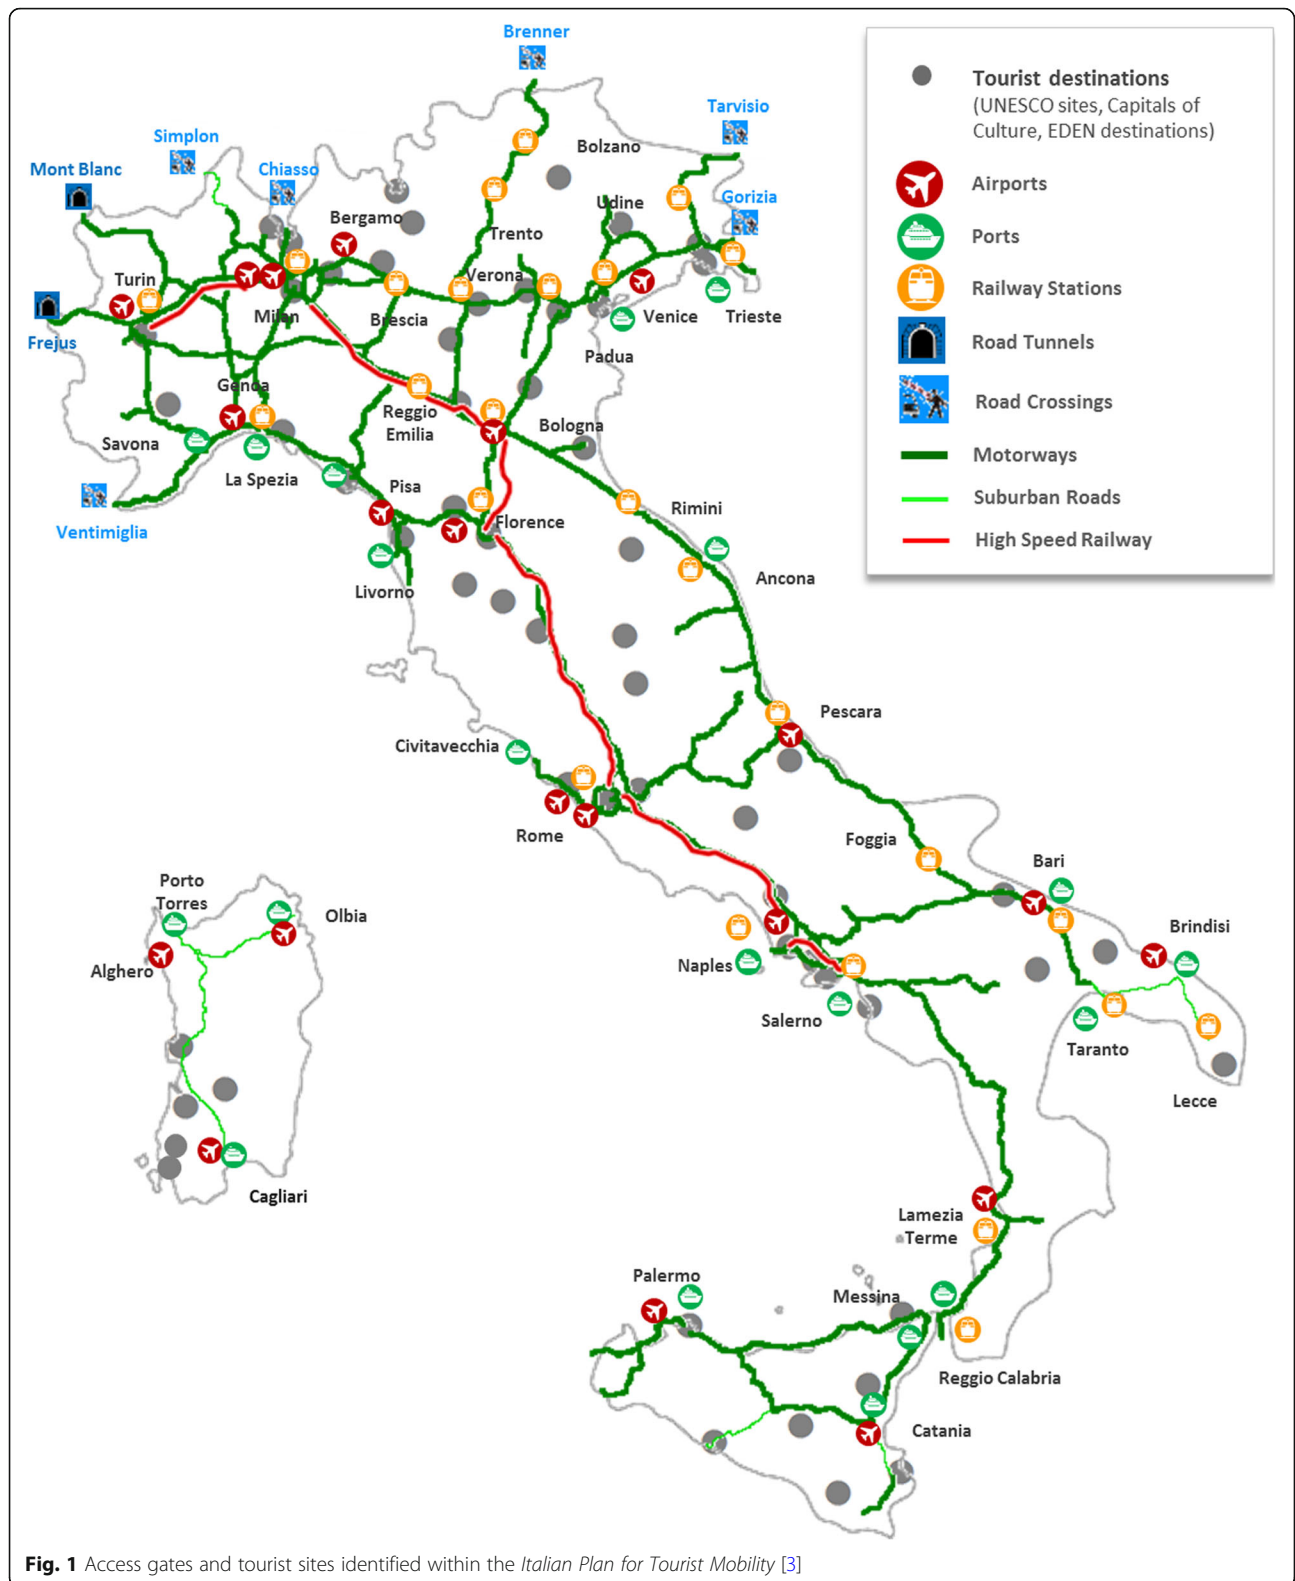 Brenner
Tarvisio
Simplon
Bolzano
Mont Blanc
Chiasso
Gorizia
Udine
Bergamo
Trento
Turin
Verona
Milan
Brescia
Venice
Trieste
Frejus
Padua
Genoa
Reggio
Emilia
Bologna
Savona
La Spezia
Pisa
Rimini
Florence
Ventimiglia
Ancona
Livorno
Pescara
Civitavecchia
Rome
Foggia
Bari
Porto
Torres
Olbia
Brindisi
Alghero
Naples
Salerno
Taranto
Lecce
Cagliari
Lamezia
Terme
Palermo
Messina
Reggio Calabria
Catania
Tourist destinations
(UNESCO sites, Capitals of
Culture, EDEN destinations)
Airports
Ports
Railway Stations
Road Tunnels
Road Crossings
Motorways
Suburban Roads
High Speed Railway
Fig. 1 Access gates and tourist sites identified within the Italian Plan for Tourist Mobility [3]